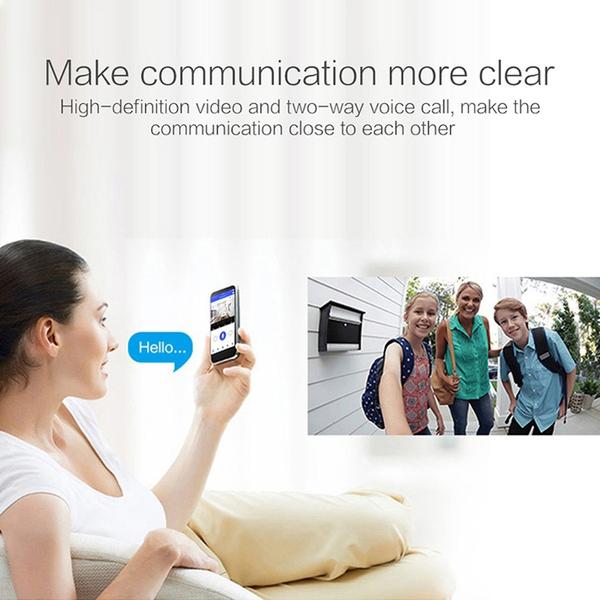 Make communication more clear
High-definition video and two-way voice call, make the
communication close to each other
Hello...